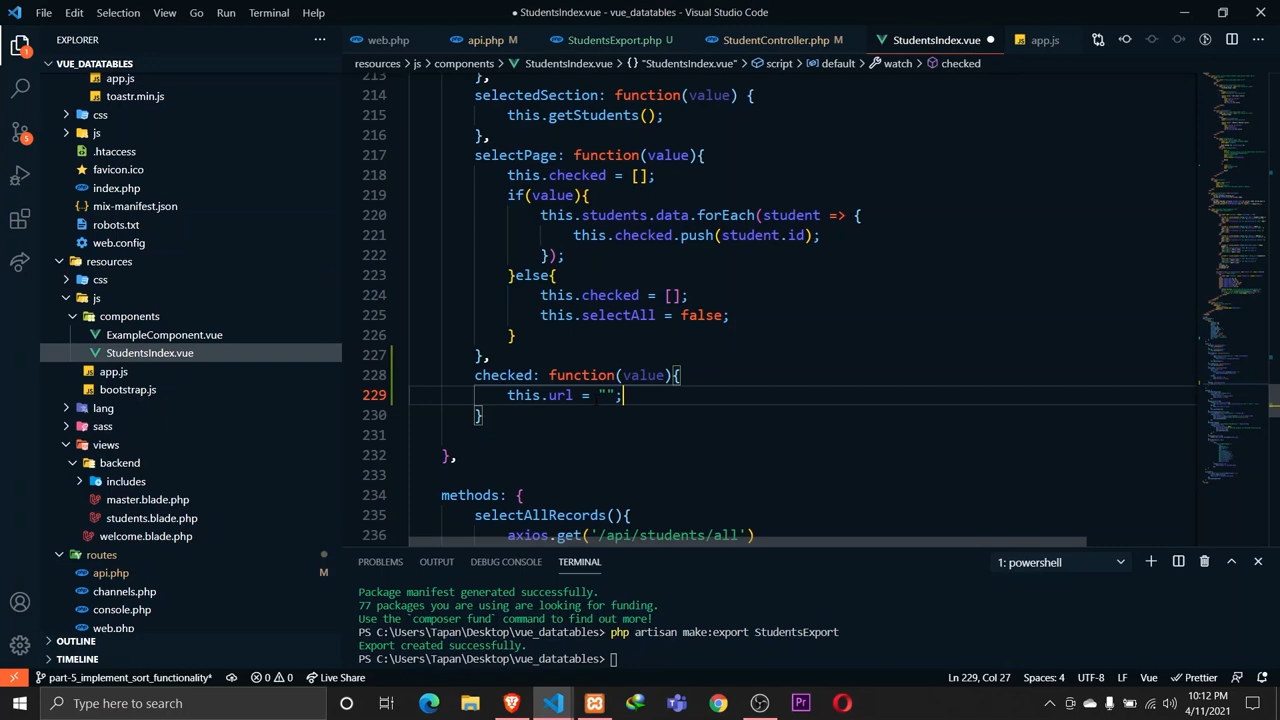 File Edit Selection View Go Run Terminal Help
● StudentsIndex.vue - vue_datatables - Visual Studio Code
EXPLORER
web.php
api.php M
StudentsExport.php U
StudentController.php M
StudentsIndex.vue
app.js
VUE_DATATABLES
app.js
toastr.min.js
css
js
.htaccess
favicon.ico
index.php
mix-manifest.json
robots.txt
web.config
resources
css
js
components
ExampleComponent.vue
StudentsIndex.vue
app.js
bootstrap.js
lang
sass
views
backend
includes
master.blade.php
students.blade.php
welcome.blade.php
routes
api.php M
channels.php
console.php
web.php
OUTLINE
TIMELINE
resources > js > components > StudentsIndex.vue > {} "StudentsIndex.vue" > script > default > watch > checked
213 },
214 selectedSection: function(value) {
215 this.getStudents();
216 },
217 selectPage: function(value){
218 this.checked = [];
219 if(value){
220 this.students.data.forEach(student => {
221 this.checked.push(student.id);
222 });
223 }else{
224 this.checked = [];
225 this.selectAll = false;
226 }
227 },
228 checked: function(value){
229 this.url = "";
230 }
231
232 },
233
234 methods: {
235 selectAllRecords(){
236 axios.get('/api/students/all')
PROBLEMS OUTPUT DEBUG CONSOLE TERMINAL
1: powershell
Package manifest generated successfully.
77 packages you are using are looking for funding.
Use the `composer fund` command to find out more!
PS C:\Users\Tapan\Desktop\vue_datatables> php artisan make:export StudentsExport
Export created successfully.
PS C:\Users\Tapan\Desktop\vue_datatables>
part-5_implement_sort_functionality* 0 0 Live Share
Ln 229, Col 27 Spaces: 4 UTF-8 LF Vue Prettier
Type here to search
10:12 PM
4/11/2021